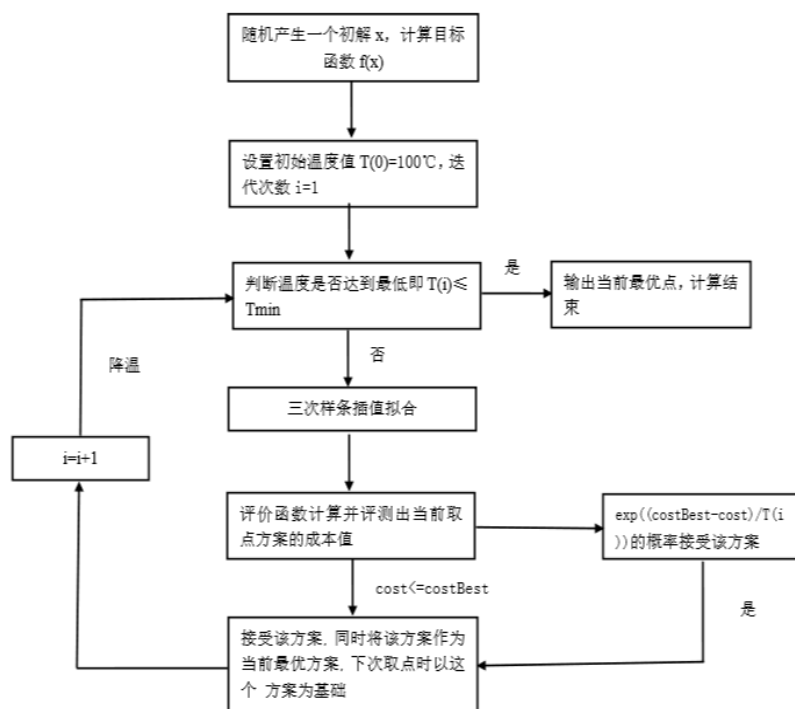 随机产生一个初解 x，计算目标
函数 f(x)
设置初始温度值 T(0)=100℃，迭
代次数 i=1
判断温度是否达到最低即 T(i)≤
Tmin
是
输出当前最优点，计算结
束
否
降温
三次样条插值拟合
i=i+1
评价函数计算并评测出当前取
点方案的成本值
exp((costBest-cost)/T(i
))的概率接受该方案
cost<=costBest
是
接受该方案，同时将该方案作为
当前最优方案，下次取点时以这
个 方案为基础